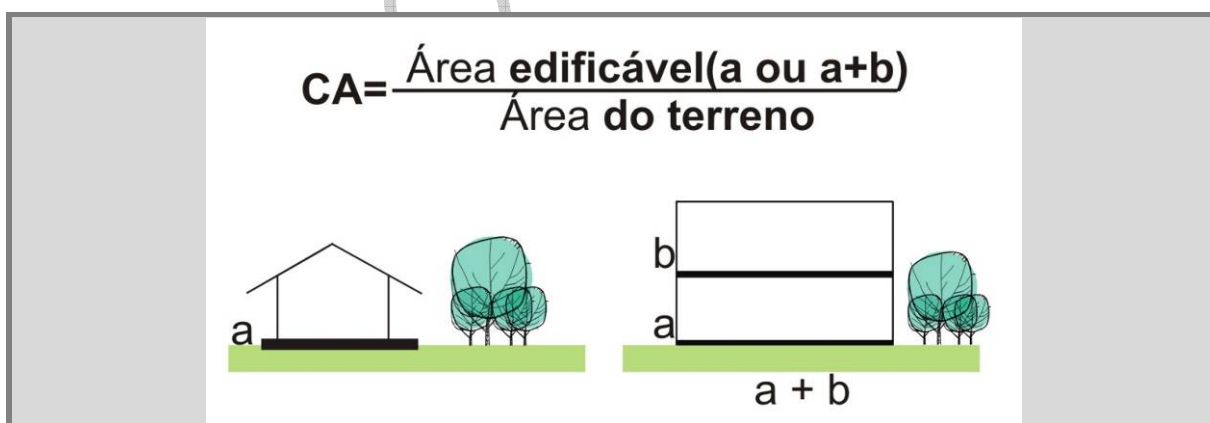 CA= Área edificável(a ou a+b)
Área do terreno
b
a
a
a + b